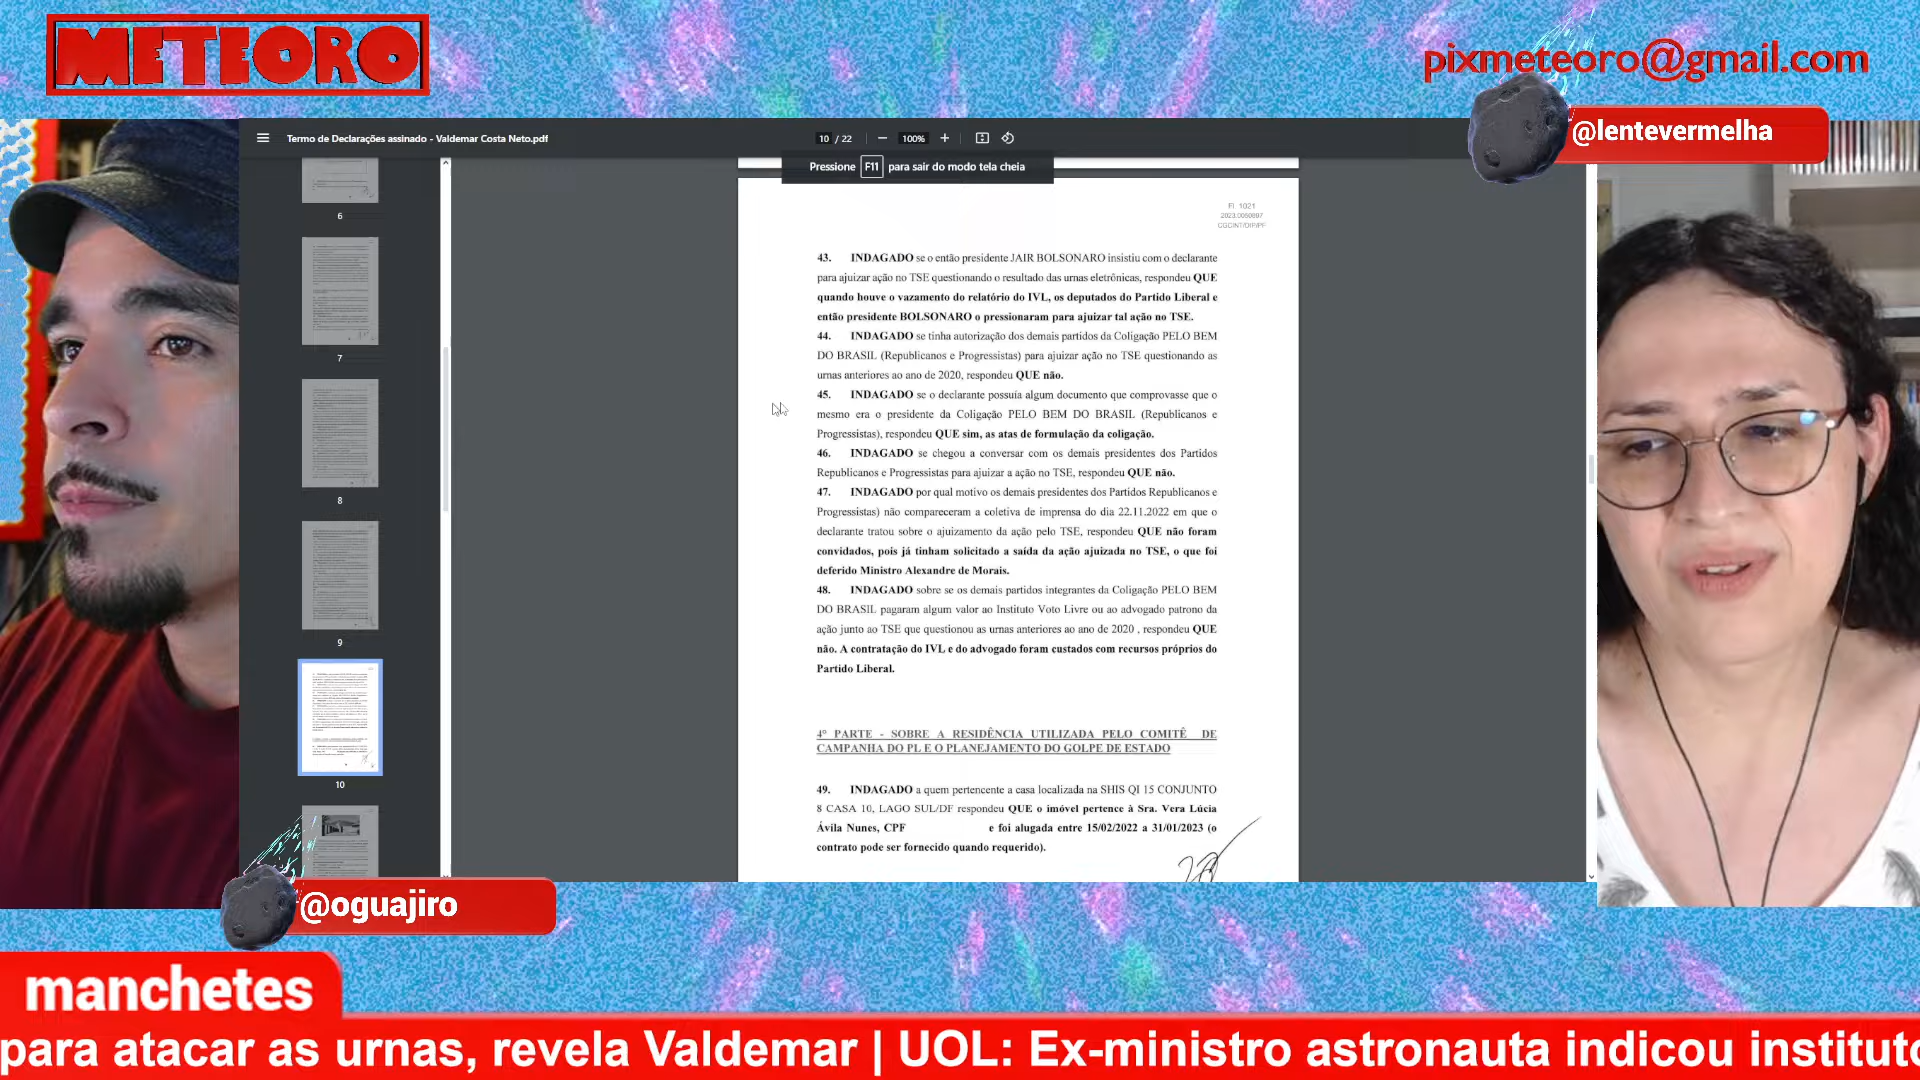 METEORO
pixmeteoro@gmail.com
@lentevermelha
Termo de Declarações assinado - Valdemar Costa Neto.pdf
10 / 22
100%
Pressione F11 para sair do modo tela cheia
6
7
8
9
10
Fl 1021
2023.0050897
CGCINT/DIP/PF
43. INDAGADO se o então presidente JAIR BOLSONARO insistiu com o declarante
para ajuizar ação no TSE questionando o resultado das urnas eletrônicas, respondeu QUE
quando houve o vazamento do relatório do IVL, os deputados do Partido Liberal e
então presidente BOLSONARO o pressionaram para ajuizar tal ação no TSE.
44. INDAGADO se tinha autorização dos demais partidos da Coligação PELO BEM
DO BRASIL (Republicanos e Progressistas) para ajuizar ação no TSE questionando as
urnas anteriores ao ano de 2020, respondeu QUE não.
45. INDAGADO se o declarante possuía algum documento que comprovasse que o
mesmo era o presidente da Coligação PELO BEM DO BRASIL (Republicanos e
Progressistas), respondeu QUE sim, as atas de formulação da coligação.
46. INDAGADO se chegou a conversar com os demais presidentes dos Partidos
Republicanos e Progressistas para ajuizar a ação no TSE, respondeu QUE não.
47. INDAGADO por qual motivo os demais presidentes dos Partidos Republicanos e
Progressistas) não compareceram a coletiva de imprensa do dia 22.11.2022 em que o
declarante tratou sobre o ajuizamento da ação pelo TSE, respondeu QUE não foram
convidados, pois já tinham solicitado a saída da ação ajuizada no TSE, o que foi
deferido Ministro Alexandre de Morais.
48. INDAGADO sobre se os demais partidos integrantes da Coligação PELO BEM
DO BRASIL pagaram algum valor ao Instituto Voto Livre ou ao advogado patrono da
ação junto ao TSE que questionou as urnas anteriores ao ano de 2020 , respondeu QUE
não. A contratação do IVL e do advogado foram custados com recursos próprios do
Partido Liberal.
4º PARTE - SOBRE A RESIDÊNCIA UTILIZADA PELO COMITÊ DE
CAMPANHA DO PL E O PLANEJAMENTO DO GOLPE DE ESTADO
49. INDAGADO a quem pertencente a casa localizada na SHIS QI 15 CONJUNTO
8 CASA 10, LAGO SUL/DF respondeu QUE o imóvel pertence à Sra. Vera Lúcia
Ávila Nunes, CPF e foi alugada entre 15/02/2022 a 31/01/2023 (o
contrato pode ser fornecido quando requerido).
@oguajiro
manchetes
para atacar as urnas, revela Valdemar | UOL: Ex-ministro astronauta indicou instituto